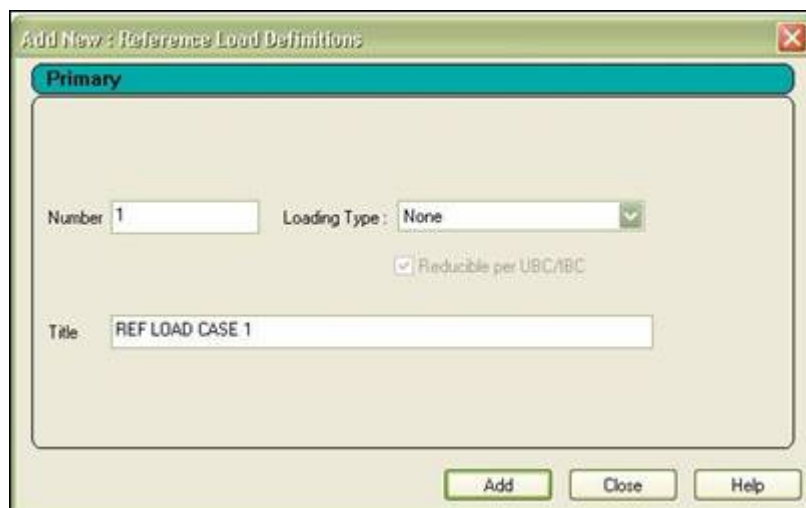 Add New : Reference Load Definitions
Primary
Number 1 Loading Type : None
Reducible per UBC/IBC
Title REF LOAD CASE 1
Add Close Help